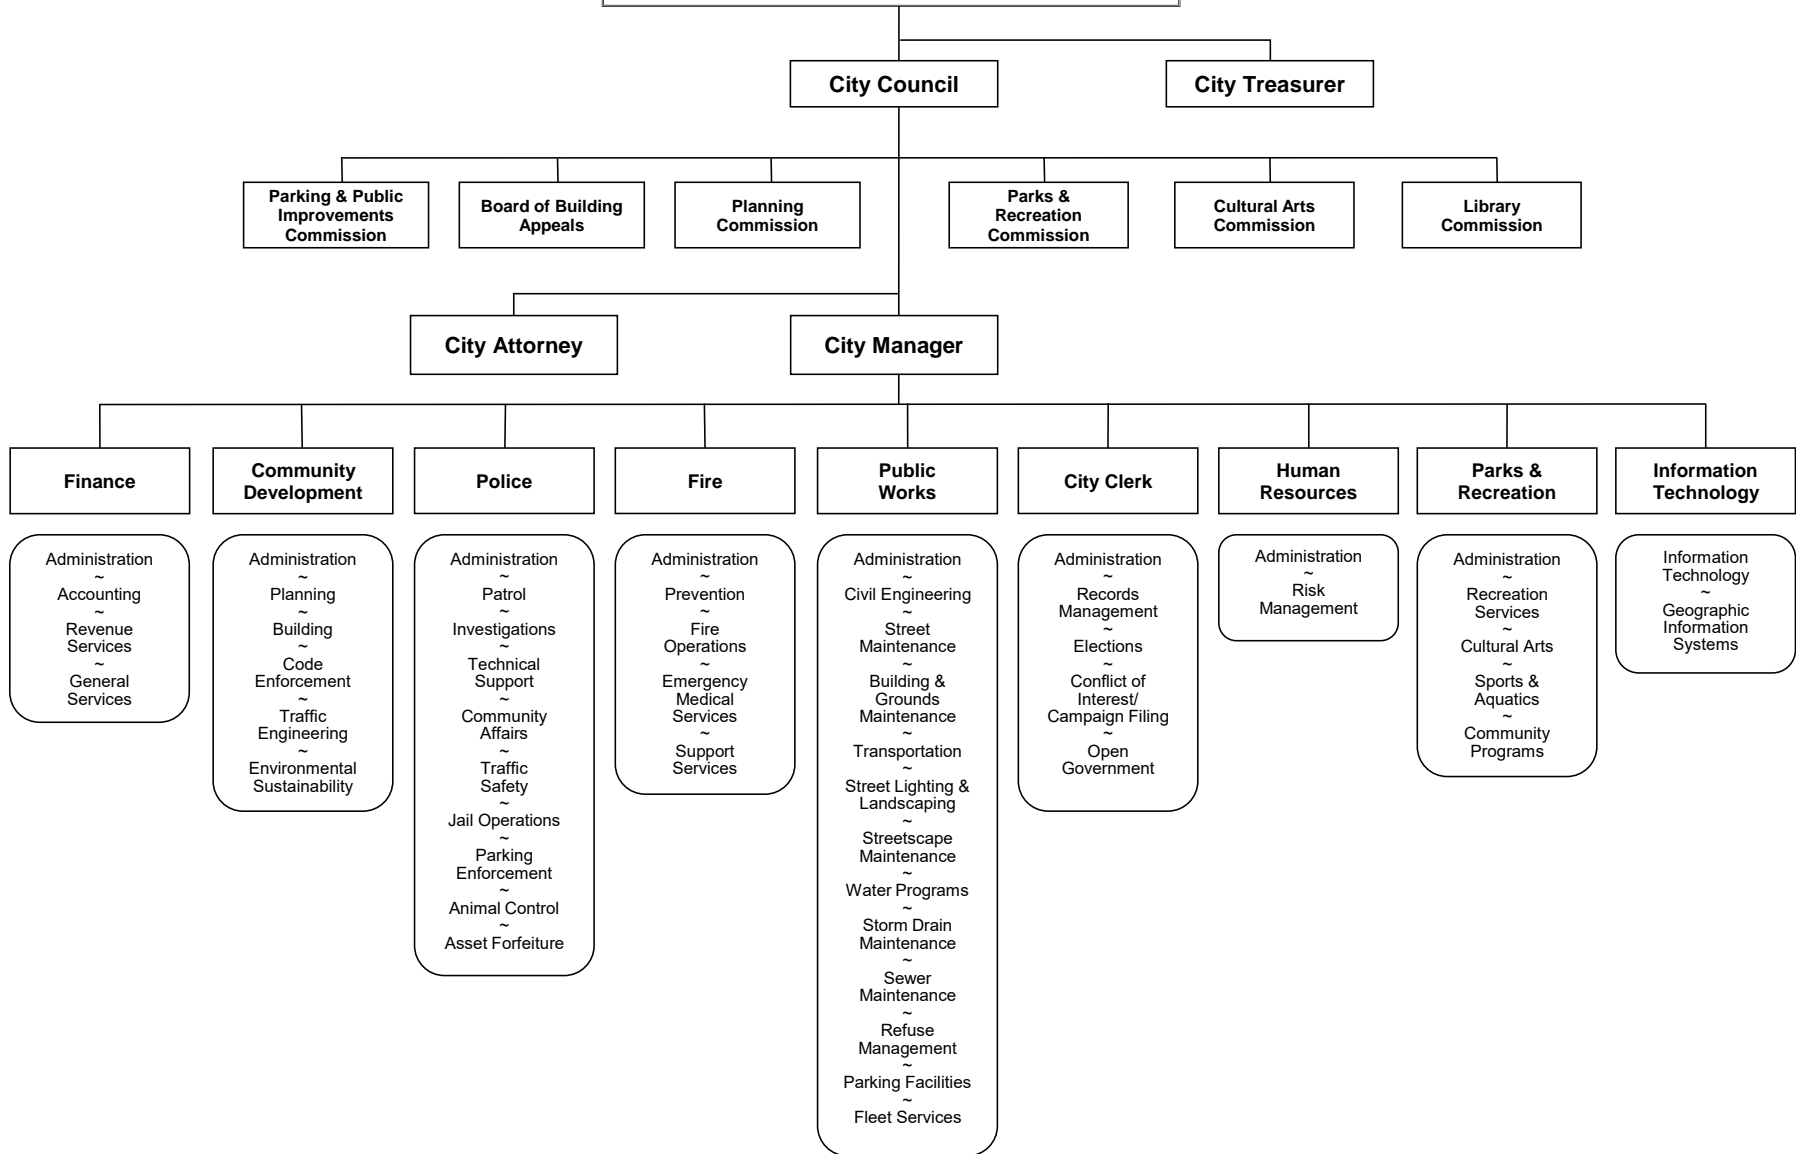 City Council
City Treasurer
Parking & Public
Improvements
Commission
Board of Building
Appeals
Planning
Commission
Parks &
Recreation
Commission
Cultural Arts
Commission
Library
Commission
City Attorney
City Manager
Finance
Community
Development
Police
Fire
Public
Works
City Clerk
Human
Resources
Parks &
Recreation
Information
Technology
Administration
~
Accounting
~
Revenue
Services
~
General
Services
Administration
~
Planning
~
Building
~
Code
Enforcement
~
Traffic
Engineering
~
Environmental
Sustainability
Administration
~
Patrol
~
Investigations
~
Technical
Support
~
Community
Affairs
~
Traffic
Safety
~
Jail Operations
~
Parking
Enforcement
~
Animal Control
~
Asset Forfeiture
Administration
~
Prevention
~
Fire
Operations
~
Emergency
Medical
Services
~
Support
Services
Administration
~
Civil Engineering
~
Street
Maintenance
~
Building &
Grounds
Maintenance
~
Transportation
~
Street Lighting &
Landscaping
~
Streetscape
Maintenance
~
Water Programs
~
Storm Drain
Maintenance
~
Sewer
Maintenance
~
Refuse
Management
~
Parking Facilities
~
Fleet Services
Administration
~
Records
Management
~
Elections
~
Conflict of
Interest/
Campaign Filing
~
Open
Government
Administration
~
Risk
Management
Administration
~
Recreation
Services
~
Cultural Arts
~
Sports &
Aquatics
~
Community
Programs
Information
Technology
~
Geographic
Information
Systems